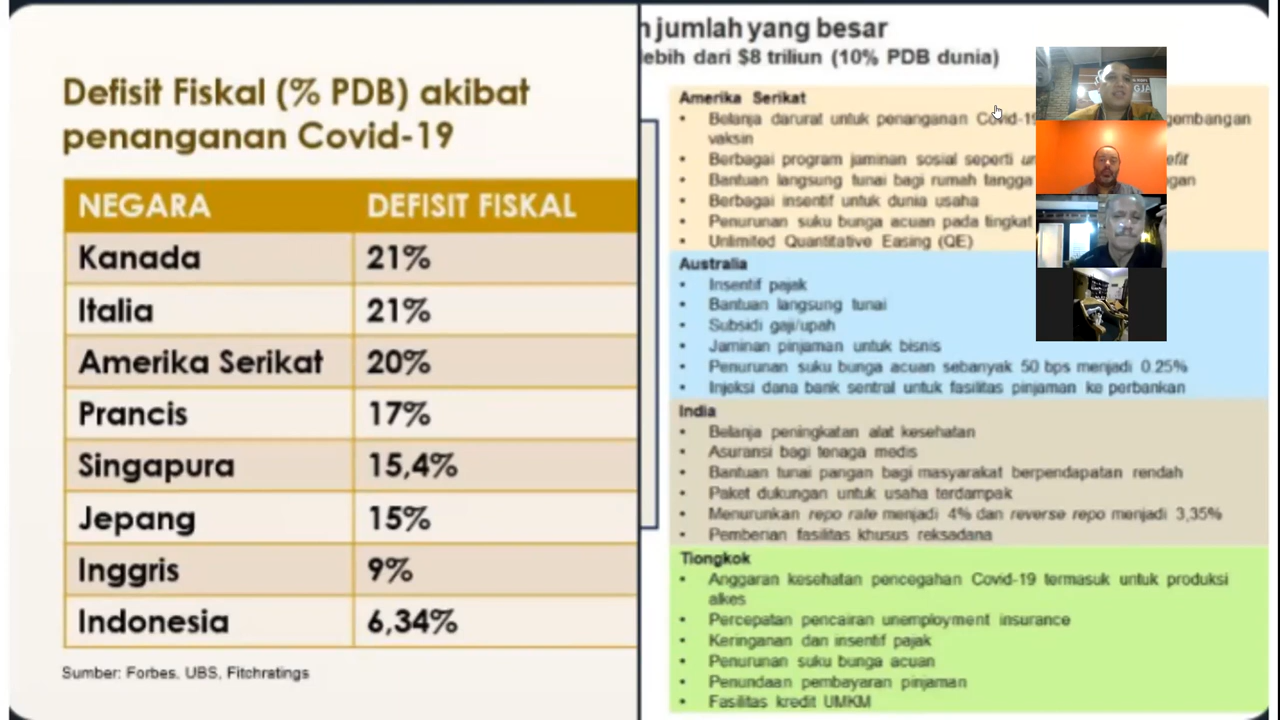 Defisit Fiskal (% PDB) akibat
penanganan Covid-19
NEGARA DEFISIT FISKAL
Kanada 21%
Italia 21%
Amerika Serikat 20%
Prancis 17%
Singapura 15,4%
Jepang 15%
Inggris 9%
Indonesia 6,34%
Sumber: Forbes, UBS, Fitchratings
jumlah yang besar
lebih dari $8 triliun (10% PDB dunia)
Amerika Serikat
• Belanja darurat untuk penanganan Covid-19
vaksin
• Berbagai program jaminan sosial seperti
• Bantuan langsung tunai bagi rumah tangga
• Berbagai insentif untuk dunia usaha
• Penurunan suku bunga acuan pada tingkat
• Unlimited Quantitative Easing (QE)
Australia
• Insentif pajak
• Bantuan langsung tunai
• Subsidi gaji/upah
• Jaminan pinjaman untuk bisnis
• Penurunan suku bunga acuan sebanyak 50 bps menjadi 0.25%
• Injeksi dana bank sentral untuk fasilitas pinjaman ke perbankan
India
• Belanja peningkatan alat kesehatan
• Asuransi bagi tenaga medis
• Bantuan tunai pangan bagi masyarakat berpendapatan rendah
• Paket dukungan untuk usaha terdampak
• Menurunkan repo rate menjadi 4% dan reverse repo menjadi 3,35%
• Pemberian fasilitas khusus reksadana
Tiongkok
• Anggaran kesehatan pencegahan Covid-19 termasuk untuk produksi
alkes
• Percepatan pencairan unemployment insurance
• Keringanan dan insentif pajak
• Penurunan suku bunga acuan
• Penundaan pembayaran pinjaman
• Fasilitas kredit UMKM